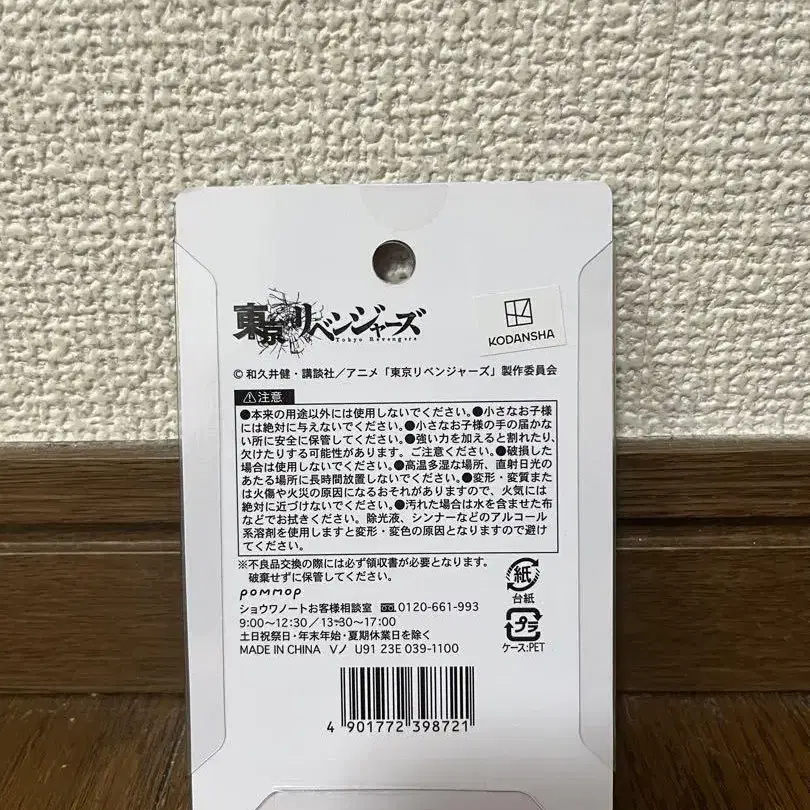 東京リベンジャーズ
Tokyo Revengers
KODANSHA
© 和久井健・講談社／アニメ「東京リベンジャーズ」製作委員会
⚠注意
●本来の用途以外には使用しないでください。●小さなお子様
には絶対に与えないでください。●小さなお子様の手の届かな
い所に安全に保管してください。●強い力を加えると割れたり、
欠けたりする可能性があります。ご注意ください。●破損した
場合は使用しないでください。●高温多湿な場所、直射日光の
あたる場所に長時間放置しないでください。●変形・変質また
は火傷や火災の原因になるおそれがありますので、火気には
絶対に近づけないでください。●汚れた場合は水を含ませた布
などでお拭きください。除光液、シンナーなどのアルコール
系溶剤を使用しますと変形・変色の原因となりますので避け
てください。
※不良品交換の際には必ず領収書が必要となります。
破棄せずに保管してください。
pommop
ショウワノートお客様相談室 0120-661-993
9:00～12:30／13:30～17:00
土日祝祭日・年末年始・夏期休業日を除く
MADE IN CHINA Vノ U91 23E 039-1100
紙
台紙
プラ
ケース:PET
4 901772 398721